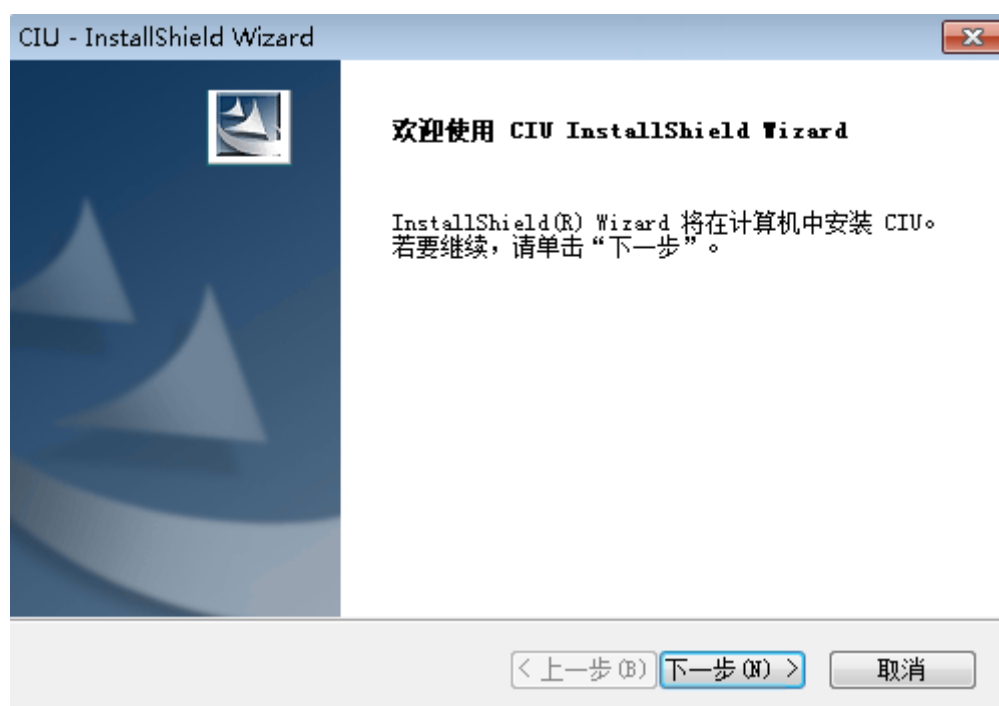 CIU - InstallShield Wizard
欢迎使用 CIU InstallShield Wizard
InstallShield(R) Wizard 将在计算机中安装 CIU。
若要继续，请单击“下一步”。
< 上一步(B)
下一步(N) >
取消